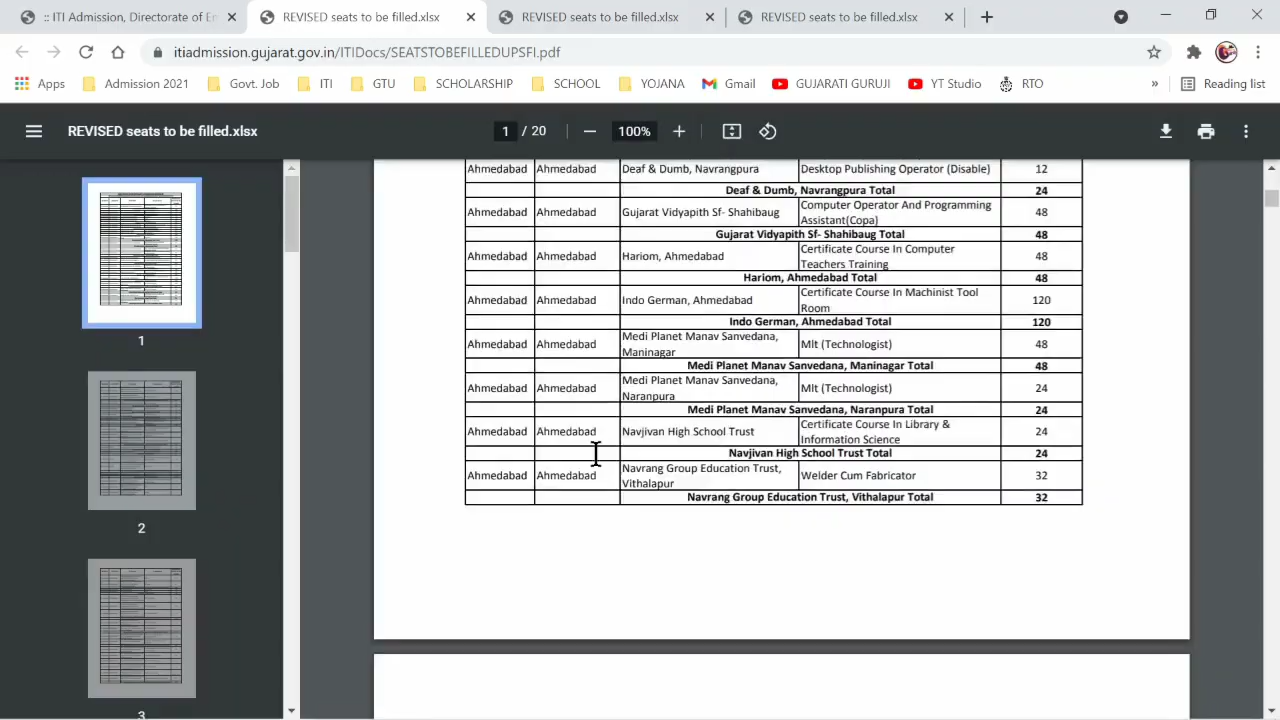 :: ITI Admission, Directorate of Em
REVISED seats to be filled.xlsx
REVISED seats to be filled.xlsx
REVISED seats to be filled.xlsx
itiadmission.gujarat.gov.in/ITIDocs/SEATSTOBEFILLEDUPSFI.pdf
Apps Admission 2021 Govt. Job ITI GTU SCHOLARSHIP SCHOOL YOJANA Gmail GUJARATI GURUJI YT Studio RTO » Reading list
REVISED seats to be filled.xlsx 1 / 20 100%
Ahmedabad Ahmedabad Deaf & Dumb, Navrangpura Desktop Publishing Operator (Disable) 12
Deaf & Dumb, Navrangpura Total 24
Ahmedabad Ahmedabad Gujarat Vidyapith Sf- Shahibaug Computer Operator And Programming
Assistant(Copa) 48
Gujarat Vidyapith Sf- Shahibaug Total 48
Ahmedabad Ahmedabad Hariom, Ahmedabad Certificate Course In Computer
Teachers Training 48
Hariom, Ahmedabad Total 48
Ahmedabad Ahmedabad Indo German, Ahmedabad Certificate Course In Machinist Tool
Room 120
Indo German, Ahmedabad Total 120
Ahmedabad Ahmedabad Medi Planet Manav Sanvedana,
Maninagar Mlt (Technologist) 48
Medi Planet Manav Sanvedana, Maninagar Total 48
Ahmedabad Ahmedabad Medi Planet Manav Sanvedana,
Naranpura Mlt (Technologist) 24
Medi Planet Manav Sanvedana, Naranpura Total 24
Ahmedabad Ahmedabad Navjivan High School Trust Certificate Course In Library &
Information Science 24
Navjivan High School Trust Total 24
Ahmedabad Ahmedabad Navrang Group Education Trust,
Vithalapur Welder Cum Fabricator 32
Navrang Group Education Trust, Vithalapur Total 32
1
2
3